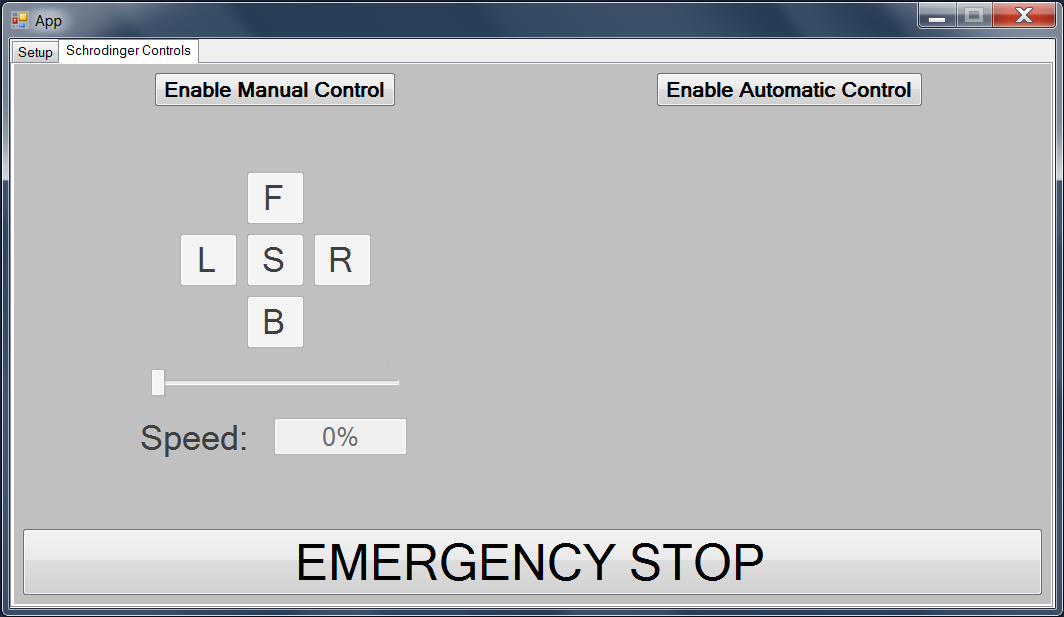 App
Setup Schrodinger Controls
Enable Manual Control Enable Automatic Control
F
L S R
B
Speed: 0%
EMERGENCY STOP